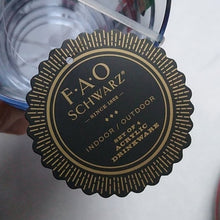 F·A·O
SCHWARZ®
— SINCE 1862 —
INDOOR / OUTDOOR
SET OF 4
ACRYLIC
DRINKWARE